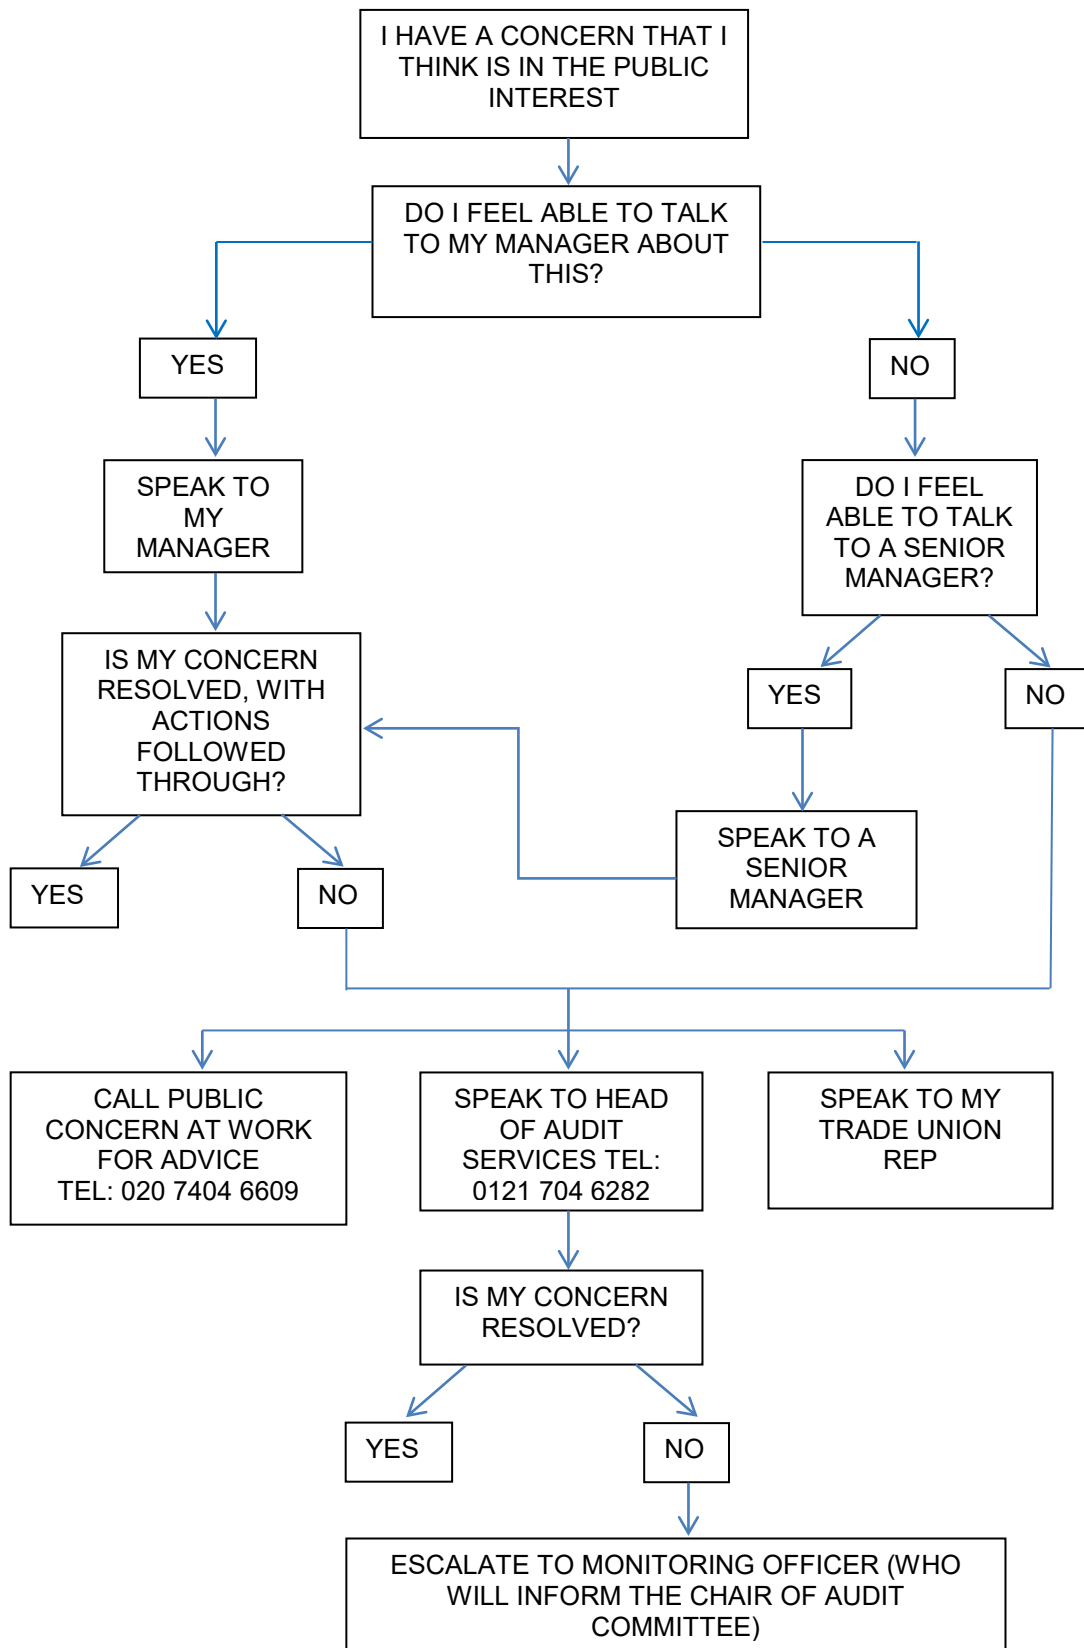 I HAVE A CONCERN THAT I
THINK IS IN THE PUBLIC
INTEREST
DO I FEEL ABLE TO TALK
TO MY MANAGER ABOUT
THIS?
YES
NO
SPEAK TO
MY
MANAGER
DO I FEEL
ABLE TO TALK
TO A SENIOR
MANAGER?
IS MY CONCERN
RESOLVED, WITH
ACTIONS
FOLLOWED
THROUGH?
YES
NO
SPEAK TO A
SENIOR
MANAGER
YES
NO
CALL PUBLIC
CONCERN AT WORK
FOR ADVICE
TEL: 020 7404 6609
SPEAK TO HEAD
OF AUDIT
SERVICES TEL:
0121 704 6282
SPEAK TO MY
TRADE UNION
REP
IS MY CONCERN
RESOLVED?
YES
NO
ESCALATE TO MONITORING OFFICER (WHO
WILL INFORM THE CHAIR OF AUDIT
COMMITTEE)